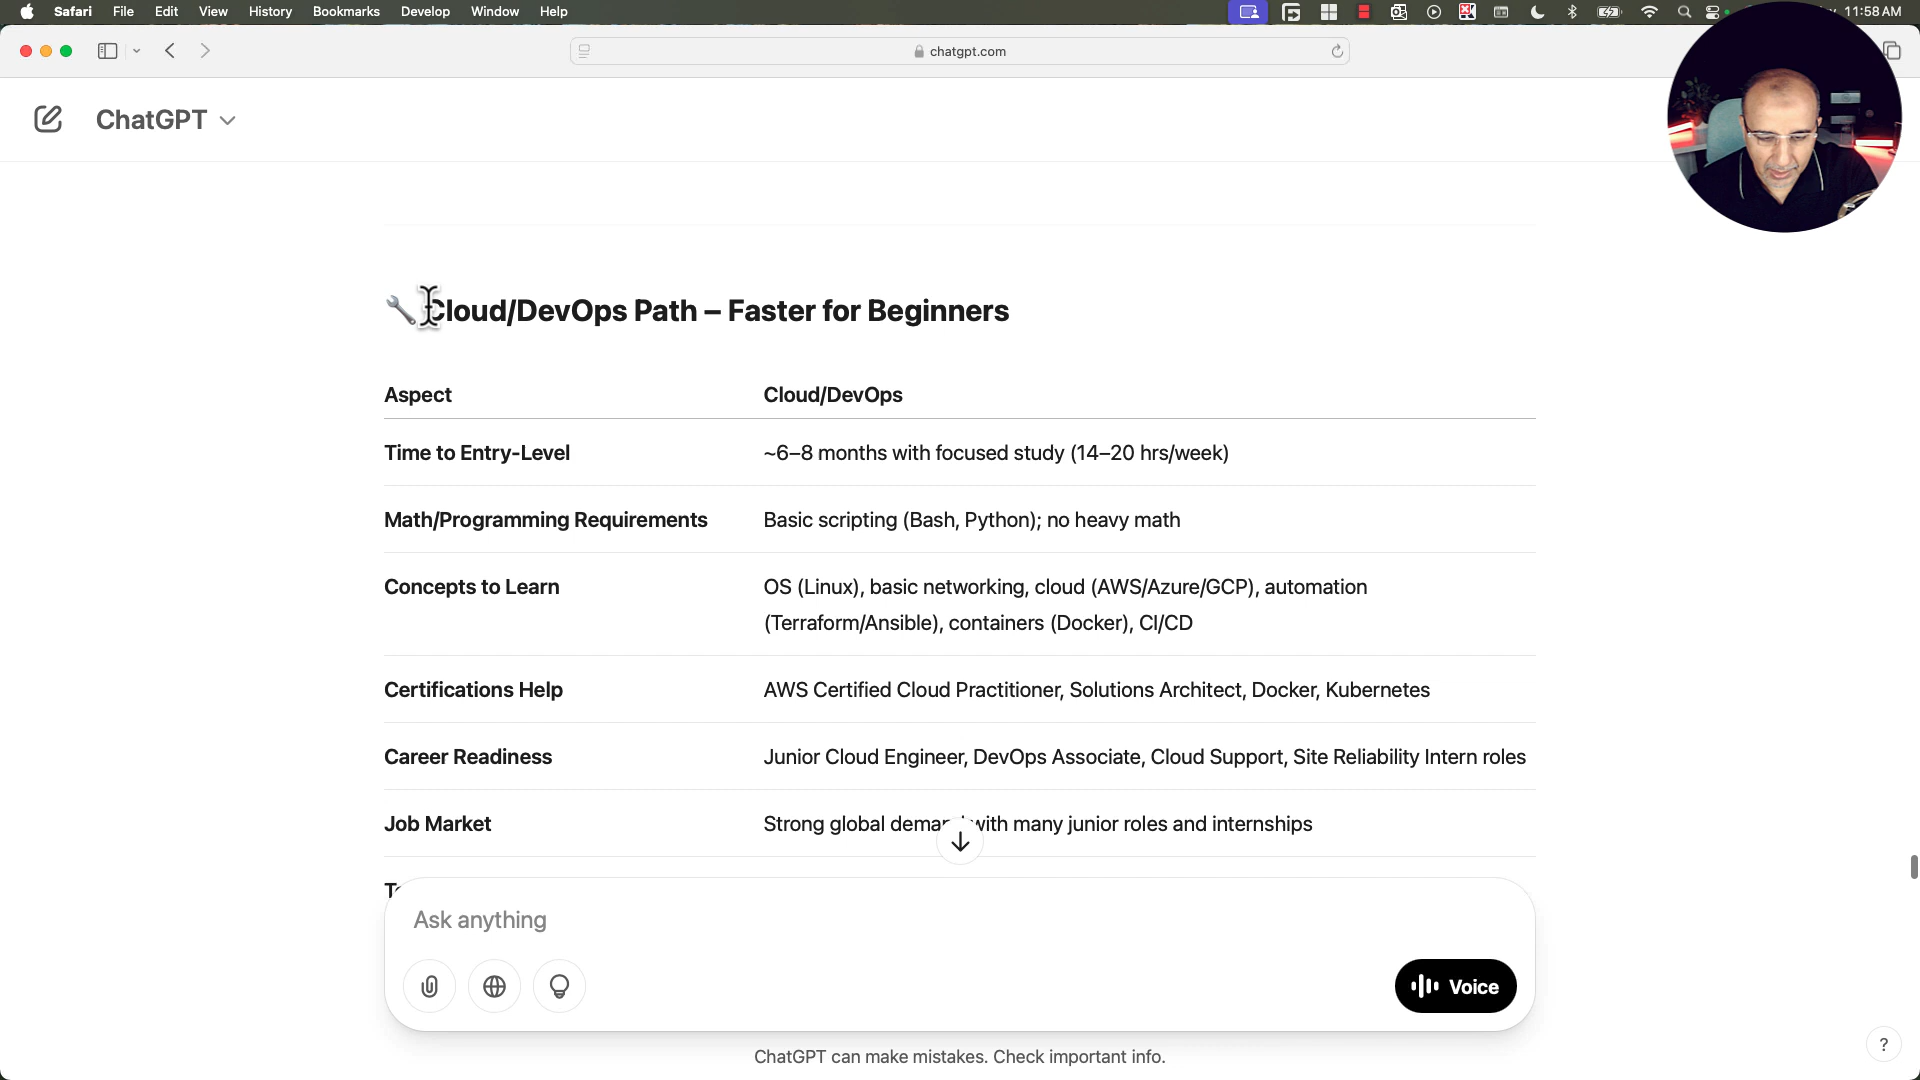 Safari File Edit View History Bookmarks Develop Window Help 11:58 AM
chatgpt.com
ChatGPT
Cloud/DevOps Path – Faster for Beginners
Aspect Cloud/DevOps
Time to Entry-Level ~6–8 months with focused study (14–20 hrs/week)
Math/Programming Requirements Basic scripting (Bash, Python); no heavy math
Concepts to Learn OS (Linux), basic networking, cloud (AWS/Azure/GCP), automation
(Terraform/Ansible), containers (Docker), CI/CD
Certifications Help AWS Certified Cloud Practitioner, Solutions Architect, Docker, Kubernetes
Career Readiness Junior Cloud Engineer, DevOps Associate, Cloud Support, Site Reliability Intern roles
Job Market Strong global demand with many junior roles and internships
Ask anything
Voice
ChatGPT can make mistakes. Check important info.
?